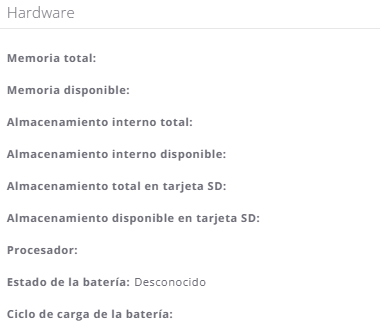 Hardware
Memoria total:
Memoria disponible:
Almacenamiento interno total:
Almacenamiento interno disponible:
Almacenamiento total en tarjeta SD:
Almacenamiento disponible en tarjeta SD:
Procesador:
Estado de la batería: Desconocido
Ciclo de carga de la batería: